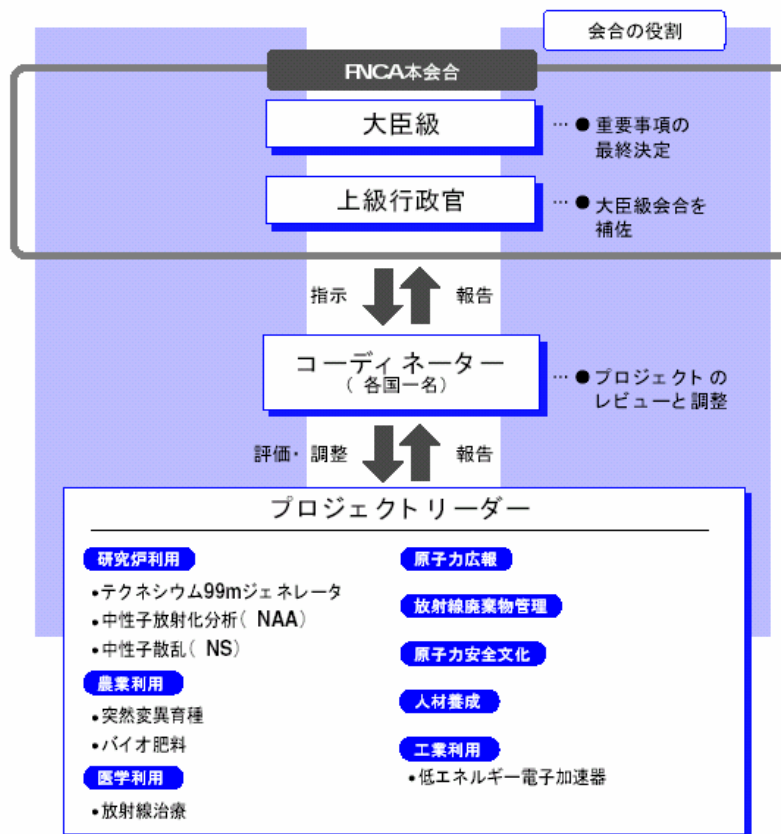 会合の役割
FNCA本会合
大臣級
… ● 重要事項の
最終決定
上級行政官
… ● 大臣級会合を
補佐
指示
報告
コーディネーター
(各国一名)
… ● プロジェクトの
レビューと調整
評価・調整
報告
プロジェクトリーダー
研究炉利用
•テクネシウム99mジェネレータ
•中性子放射化分析(NAA)
•中性子散乱(NS)
農業利用
•突然変異育種
•バイオ肥料
医学利用
•放射線治療
原子力広報
放射線廃棄物管理
原子力安全文化
人材養成
工業利用
•低エネルギー電子加速器